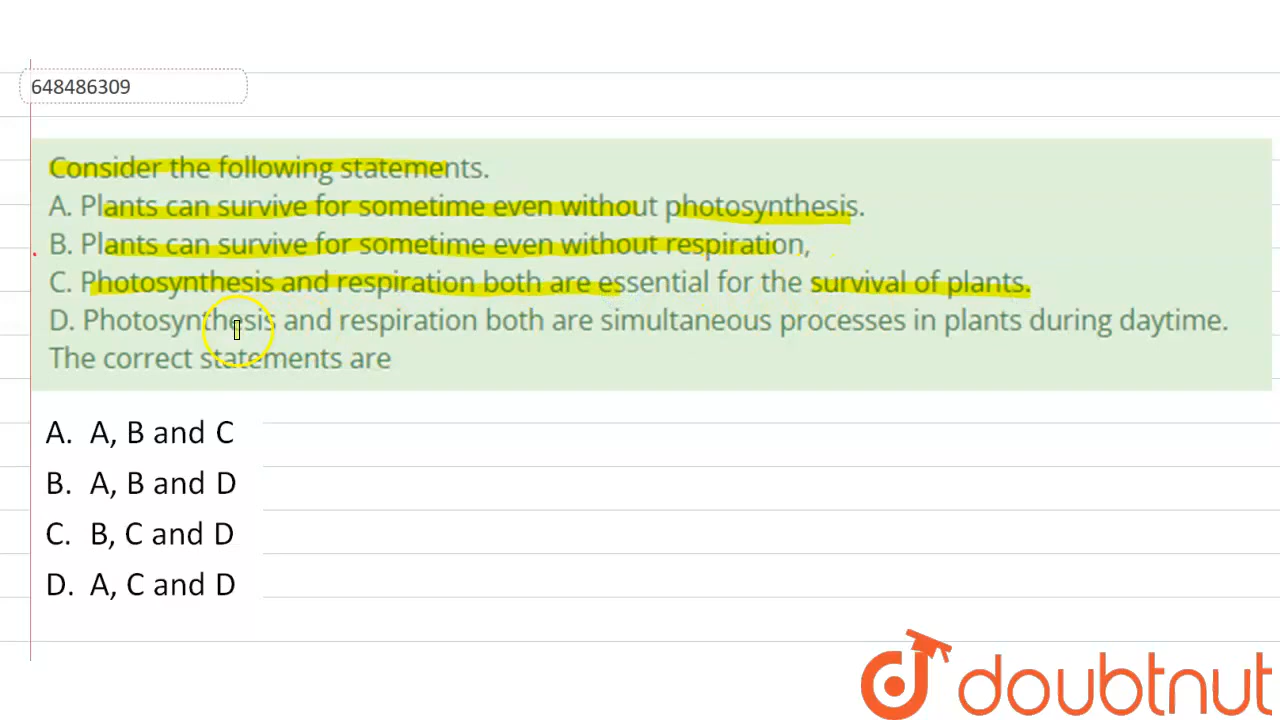 648486309
Consider the following statements.
A. Plants can survive for sometime even without photosynthesis.
B. Plants can survive for sometime even without respiration,
C. Photosynthesis and respiration both are essential for the survival of plants.
D. Photosynthesis and respiration both are simultaneous processes in plants during daytime.
The correct statements are
A. A, B and C
B. A, B and D
C. B, C and D
D. A, C and D
doubtnut